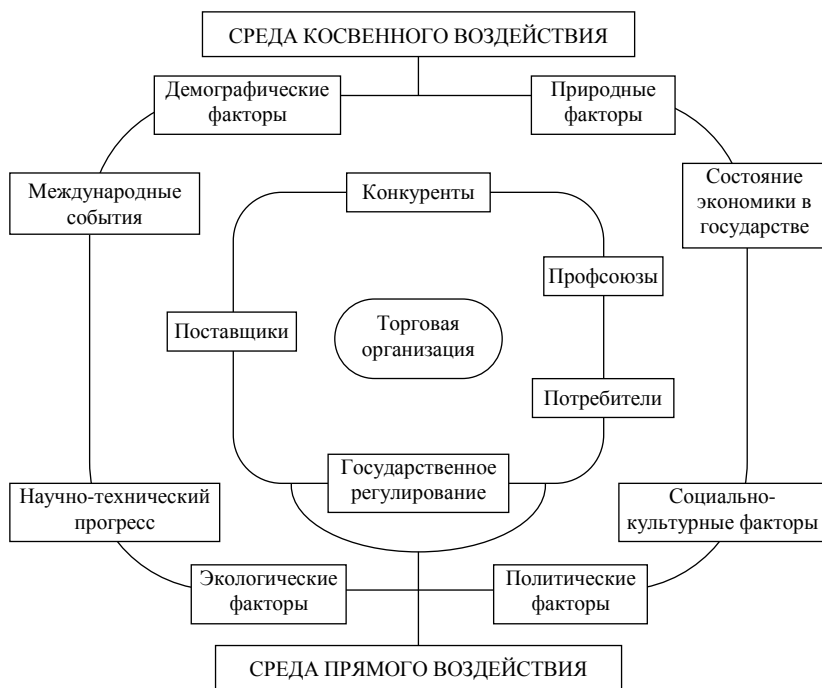 СРЕДА КОСВЕННОГО ВОЗДЕЙСТВИЯ
Демографические
факторы
Природные
факторы
Международные
события
Состояние
экономики в
государстве
Конкуренты
Профсоюзы
Поставщики
Торговая
организация
Потребители
Государственное
регулирование
Научно-технический
прогресс
Социально-
культурные факторы
Экологические
факторы
Политические
факторы
СРЕДА ПРЯМОГО ВОЗДЕЙСТВИЯ